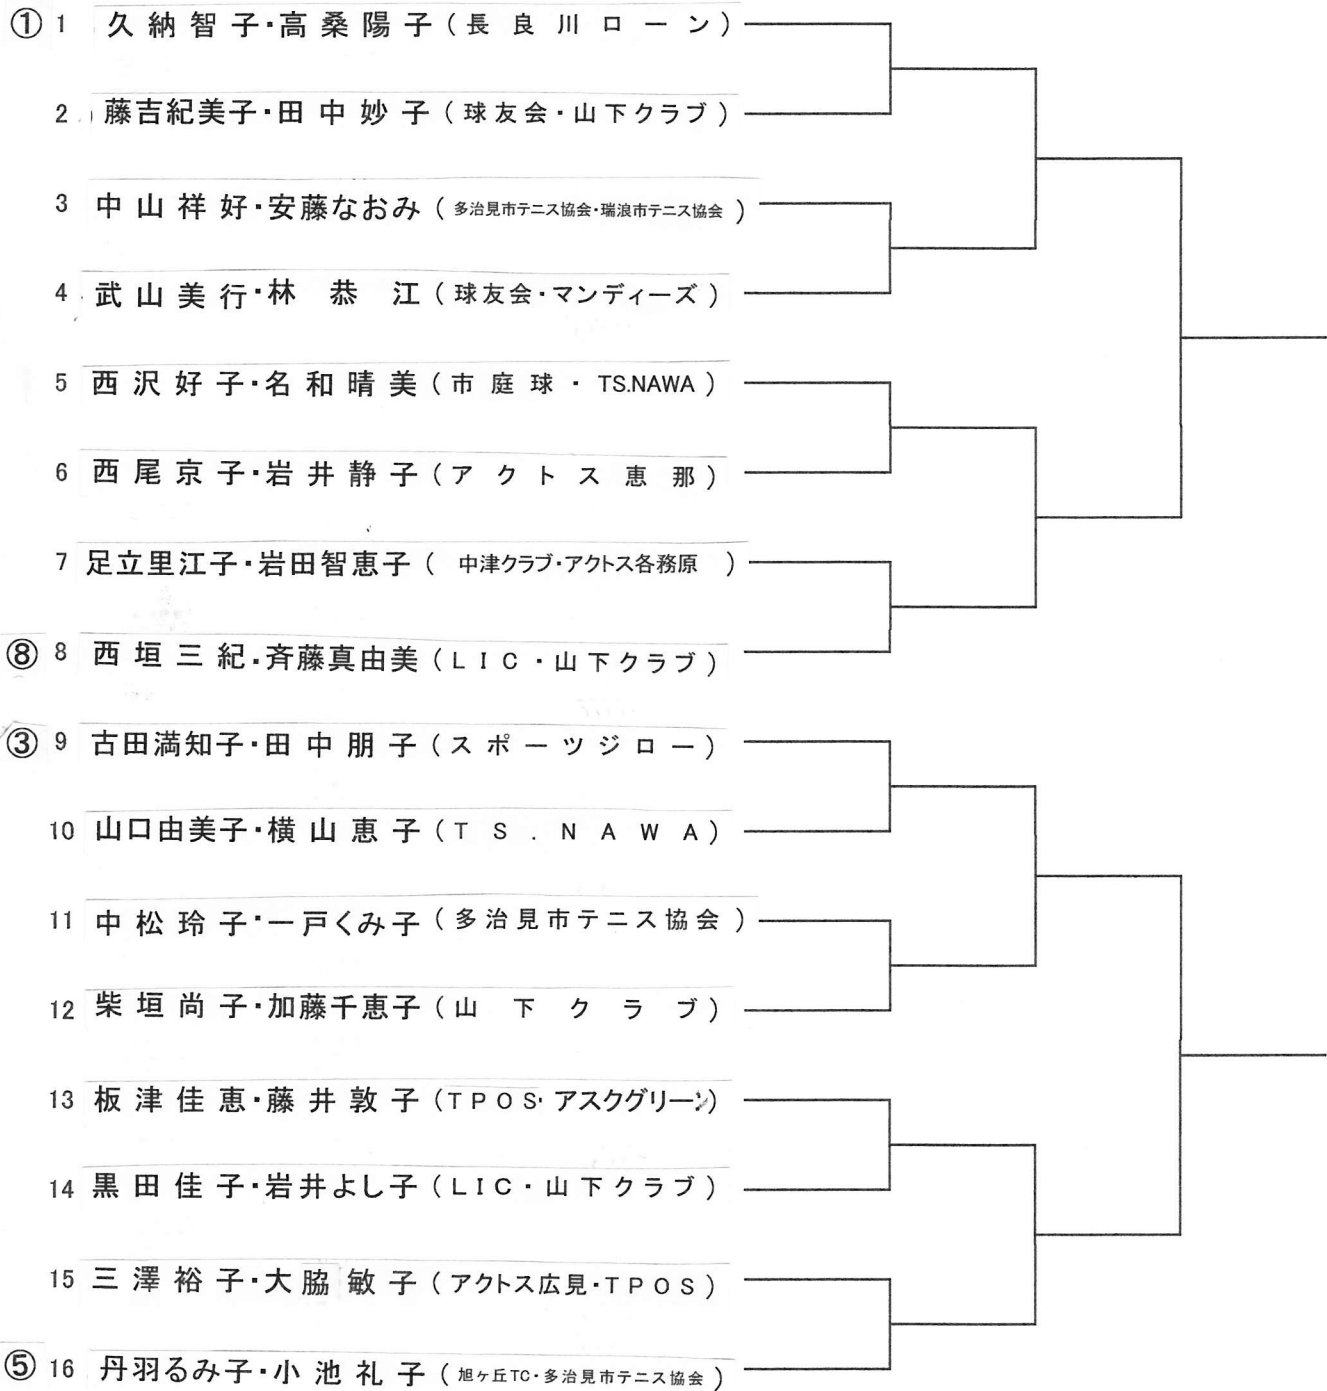 ① 1 久納智子・高桑陽子(長良川ローン)
2 藤吉紀美子・田中妙子(球友会・山下クラブ)
3 中山祥好・安藤なおみ(多治見市テニス協会・瑞浪市テニス協会)
4 武山美行・林恭江(球友会・マンディーズ)
5 西沢好子・名和晴美(市庭球・TS.NAWA)
6 西尾京子・岩井静子(アクトス恵那)
7 足立里江子・岩田智恵子(中津クラブ・アクトス各務原)
⑧ 8 西垣三紀・斉藤真由美(LIC・山下クラブ)
③ 9 古田満知子・田中朋子(スポーツジロー)
10 山口由美子・横山恵子(TS.NAWA)
11 中松玲子・一戸くみ子(多治見市テニス協会)
12 柴垣尚子・加藤千恵子(山下クラブ)
13 板津佳恵・藤井敦子(TPOS・アスクグリーン)
14 黒田佳子・岩井よし子(LIC・山下クラブ)
15 三澤裕子・大脇敏子(アクトス広見・TPOS)
⑤ 16 丹羽るみ子・小池礼子(旭ヶ丘TC・多治見市テニス協会)